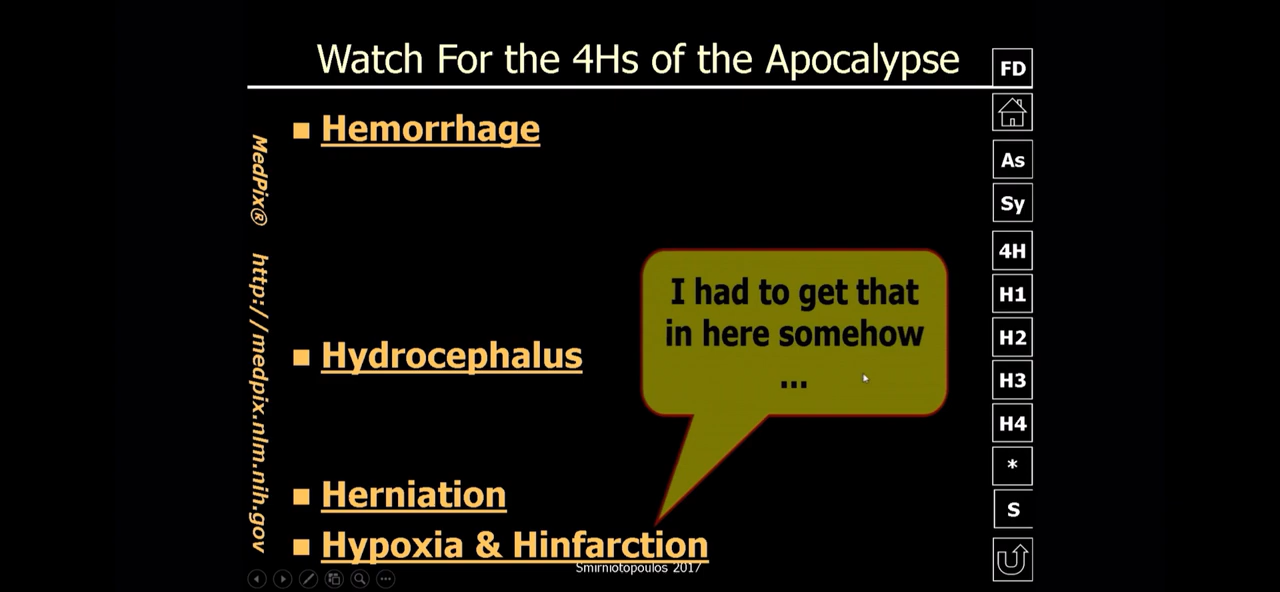 Watch For the 4Hs of the Apocalypse
Hemorrhage
Hydrocephalus
Herniation
Hypoxia & Hinfarction
I had to get that
in here somehow
...
Smirniotopoulos 2017
MedPix® http://medpix.nlm.nih.gov
FD
As
Sy
4H
H1
H2
H3
H4
*
S